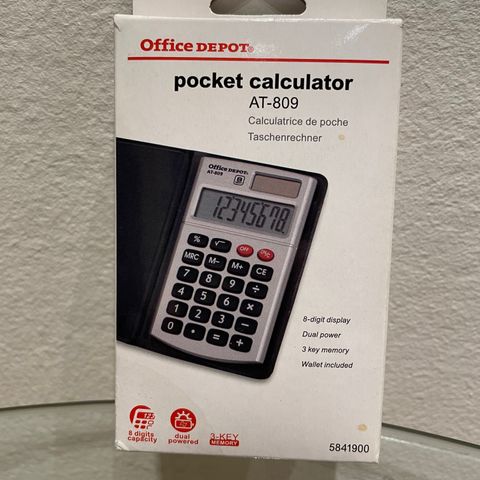 Office DEPOT
pocket calculator
AT-809
Calculatrice de poche
Taschenrechner
Office DEPOT
AT-809
8
12345678
% √ OFF
MRC M- M+ CE
7 8 9 ÷
4 5 6 ×
1 2 3 -
0 . = +
8-digit display
Dual power
3 key memory
Wallet included
8 digits
capacity
dual
powered
3-KEY
MEMORY
5841900